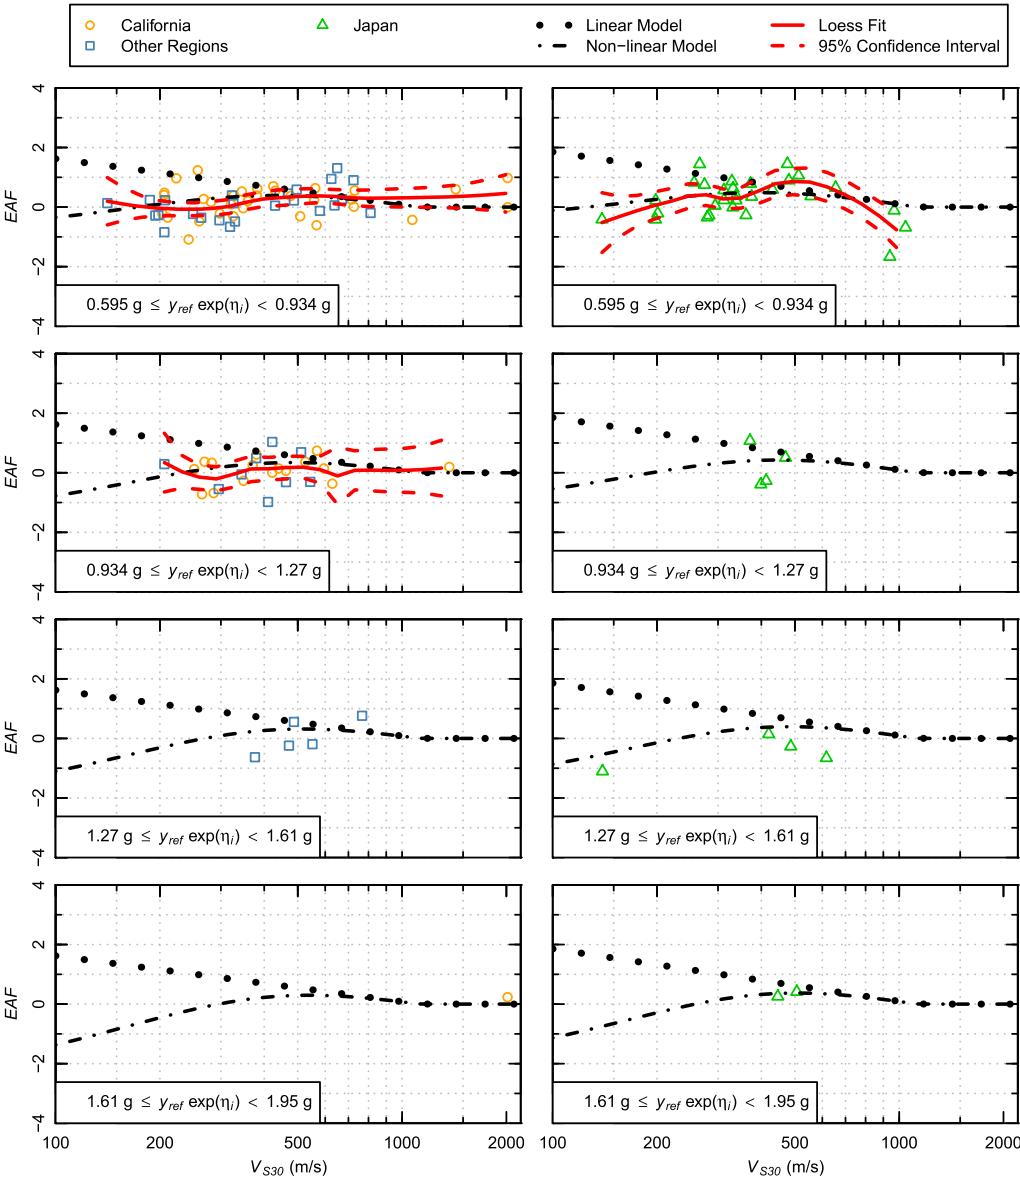 California Japan Linear Model Loess Fit
Other Regions Non−linear Model 95% Confidence Interval
4
2
0
−2
−4
EAF
0.595 g ≤ y_ref exp(η_i) < 0.934 g
0.595 g ≤ y_ref exp(η_i) < 0.934 g
4
2
0
−2
−4
EAF
0.934 g ≤ y_ref exp(η_i) < 1.27 g
0.934 g ≤ y_ref exp(η_i) < 1.27 g
4
2
0
−2
−4
EAF
1.27 g ≤ y_ref exp(η_i) < 1.61 g
1.27 g ≤ y_ref exp(η_i) < 1.61 g
4
2
0
−2
−4
EAF
1.61 g ≤ y_ref exp(η_i) < 1.95 g
1.61 g ≤ y_ref exp(η_i) < 1.95 g
100 200 500 1000 2000
100 200 500 1000 2000
V_S30 (m/s)
V_S30 (m/s)